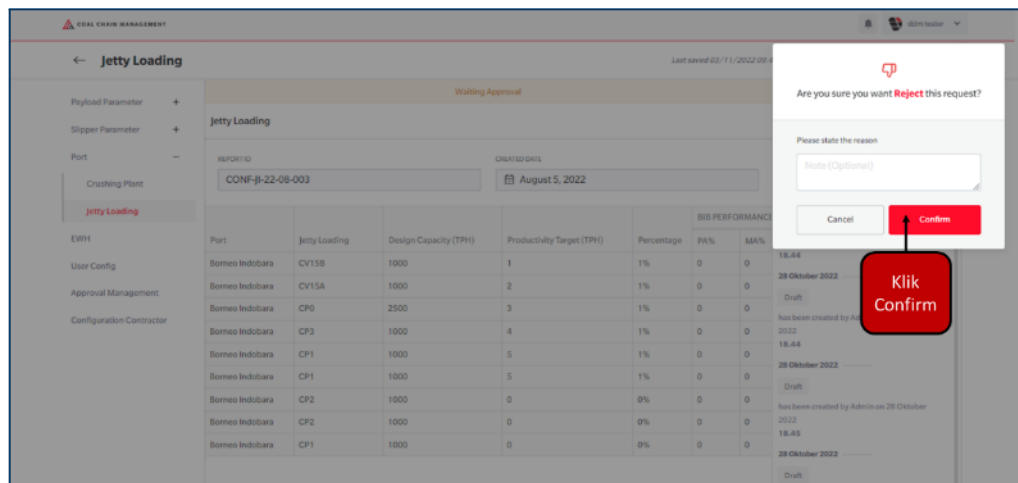 COAL CHAIN MANAGEMENT
ddm tester
Jetty Loading
Last saved 03/11/2022 09.4
Payload Parameter +
Slipper Parameter +
Port −
Crushing Plant
Jetty Loading
EWH
User Config
Approval Management
Configuration Contractor
Waiting Approval
Jetty Loading
REPORT ID
CREATED DATE
CONF-JI-22-08-003
August 5, 2022
BIB PERFORMANCE
Port Jetty Loading Design Capacity (TPH) Productivity Target (TPH) Percentage PA% MA%
Borneo Indobara CV15B 1000 1 1% 0 0
Borneo Indobara CV15A 1000 2 1% 0 0
Borneo Indobara CP0 2500 3 1% 0 0
Borneo Indobara CP3 1000 4 1% 0 0
Borneo Indobara CP1 1000 5 1% 0 0
Borneo Indobara CP1 1000 5 1% 0 0
Borneo Indobara CP2 1000 0 0% 0 0
Borneo Indobara CP2 1000 0 0% 0 0
Borneo Indobara CP1 1000 0 0% 0 0
Are you sure you want Reject this request?
Please state the reason
Note (Optional)
Cancel
Confirm
Klik
Confirm
18.44
28 Oktober 2022
Draft
has been created by Ad
2022
18.44
28 Oktober 2022
Draft
has been created by Admin on 28 Oktober
2022
18.45
28 Oktober 2022
Draft